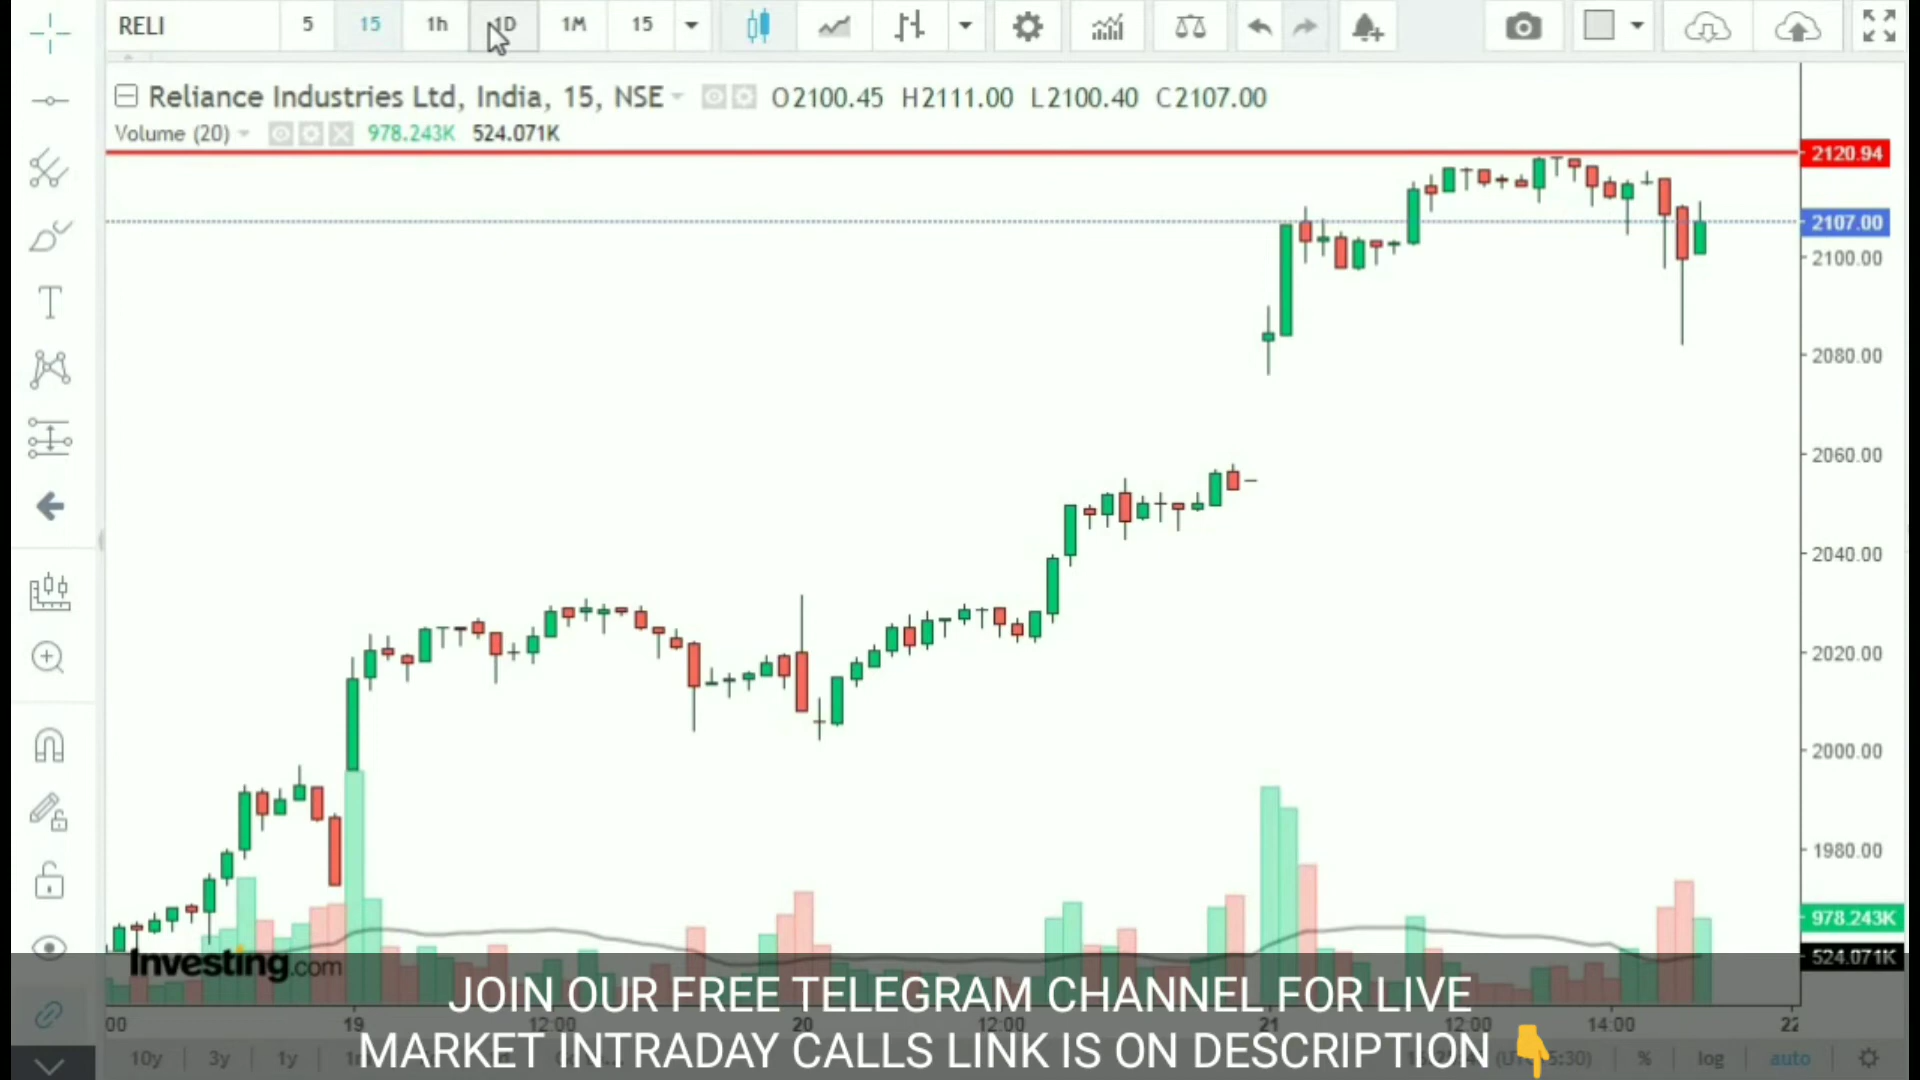 RELI 5 15 1h 1D 1M 15
Reliance Industries Ltd, India, 15, NSE O2100.45 H2111.00 L2100.40 C2107.00
Volume (20) 978.243K 524.071K
2120.94
2107.00
2100.00
2080.00
2060.00
2040.00
2020.00
2000.00
1980.00
978.243K
524.071K
Investing.com
JOIN OUR FREE TELEGRAM CHANNEL FOR LIVE
MARKET INTRADAY CALLS LINK IS ON DESCRIPTION 👇
00 19 12:00 20 12:00 21 12:00 14:00 22
10y 3y 1y % log auto